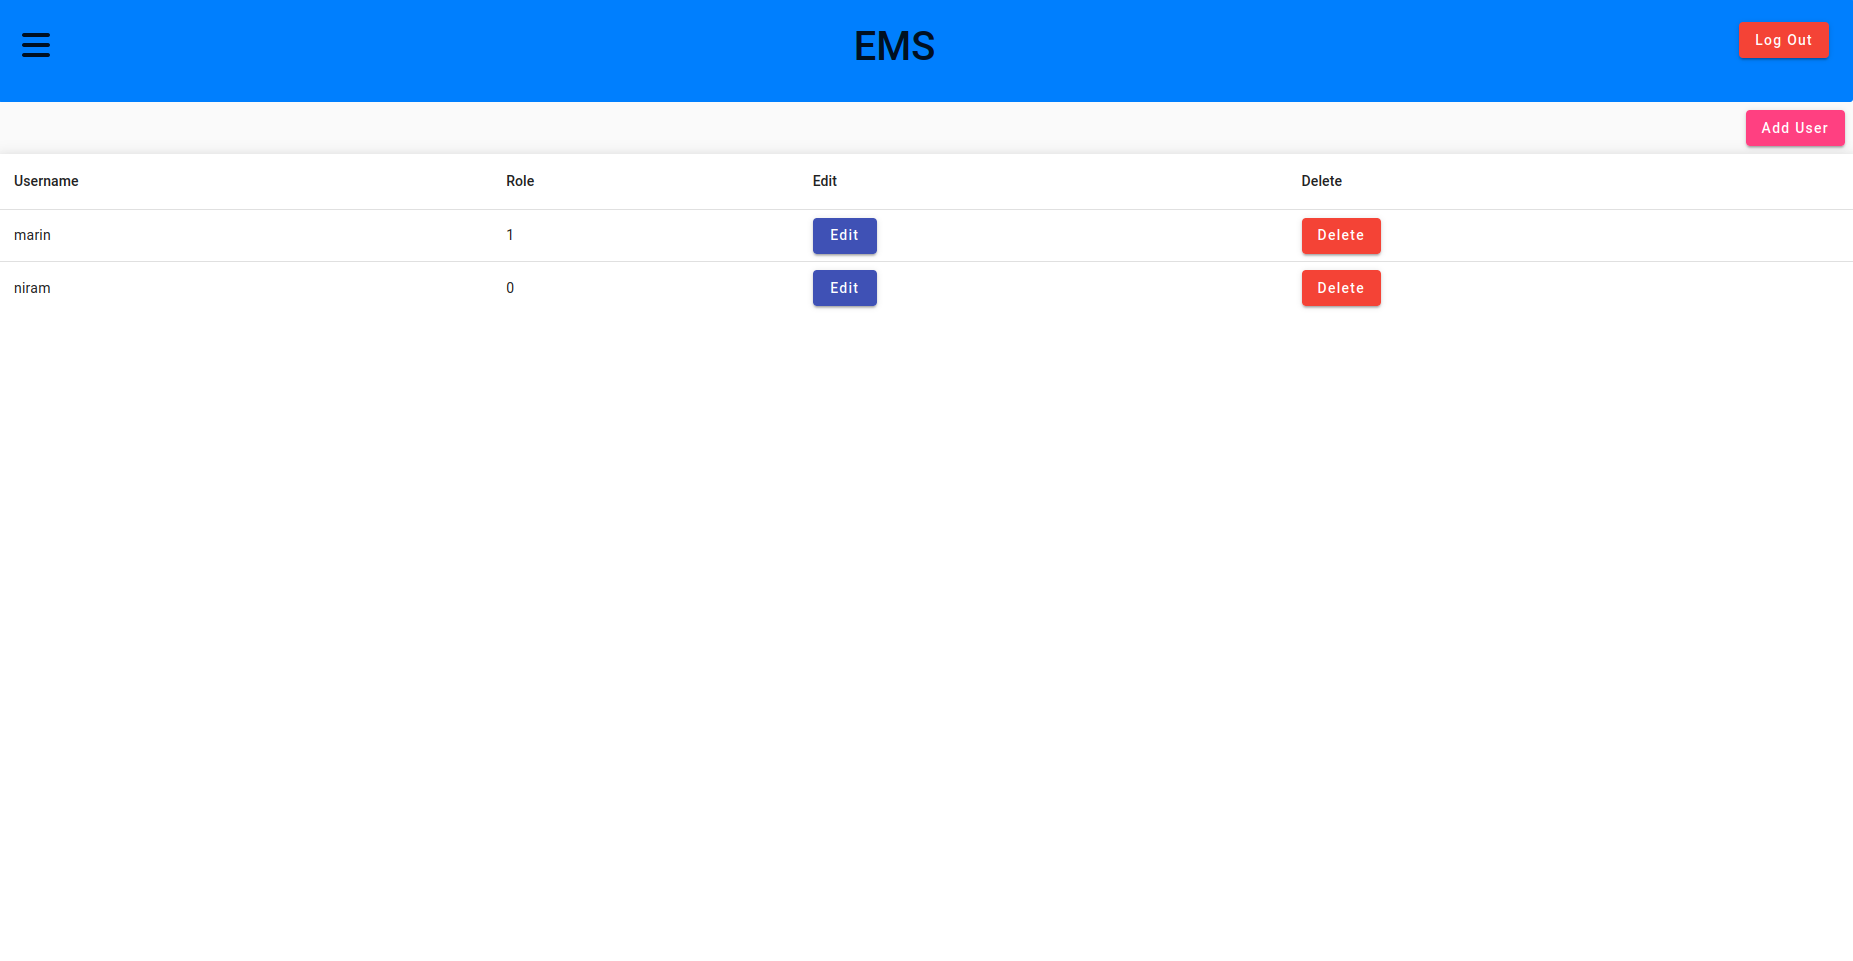 EMS
Log Out
Add User
Username Role Edit Delete
marin 1 Edit Delete
niram 0 Edit Delete